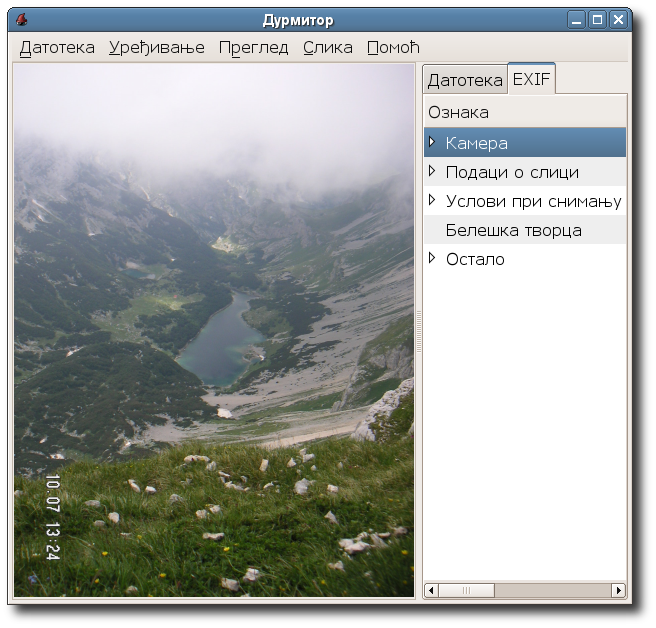 Дурмитор
Датотека Уређивање Преглед Слика Помоћ
Датотека EXIF
Ознака
Камера
Подаци о слици
Услови при снимању
Белешка творца
Остало
10.07 13:24